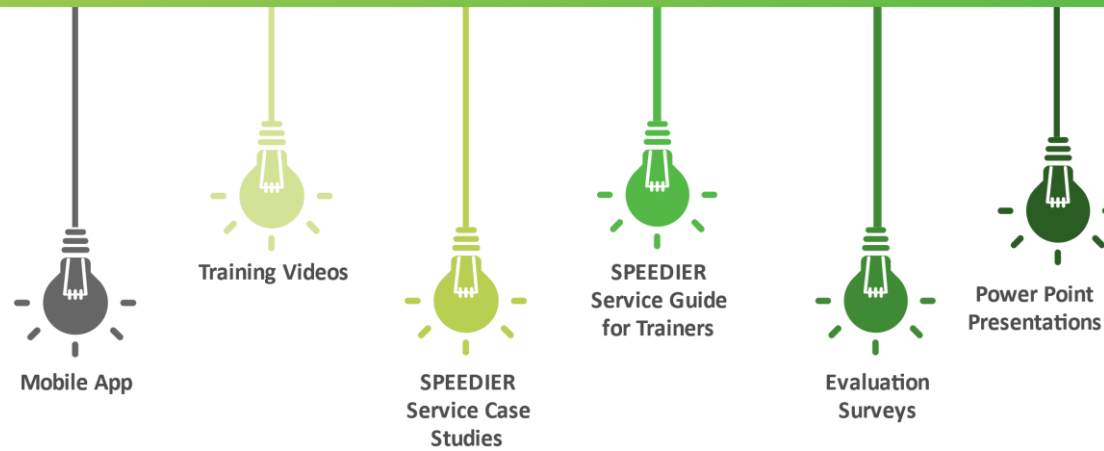 Mobile App
Training Videos
SPEEDIER
Service Case
Studies
SPEEDIER
Service Guide
for Trainers
Evaluation
Surveys
Power Point
Presentations